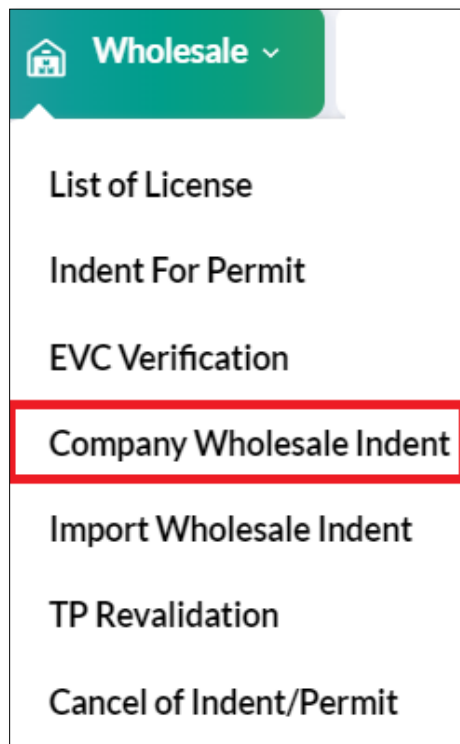 Wholesale
List of License
Indent For Permit
EVC Verification
Company Wholesale Indent
Import Wholesale Indent
TP Revalidation
Cancel of Indent/Permit